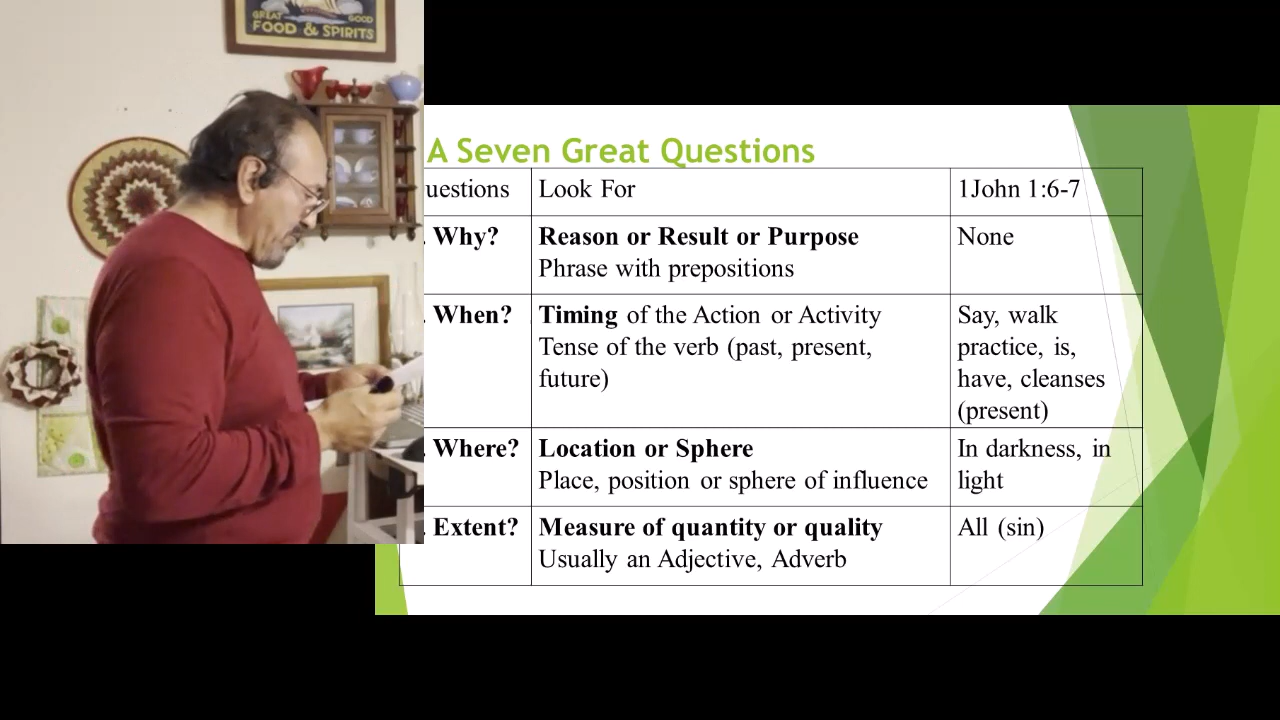 GREAT GOOD
FOOD & SPIRITS
A Seven Great Questions
uestions
Look For
1John 1:6-7
. Why?
Reason or Result or Purpose
Phrase with prepositions
None
. When?
Timing of the Action or Activity
Tense of the verb (past, present,
future)
Say, walk
practice, is,
have, cleanses
(present)
. Where?
Location or Sphere
Place, position or sphere of influence
In darkness, in
light
. Extent?
Measure of quantity or quality
Usually an Adjective, Adverb
All (sin)